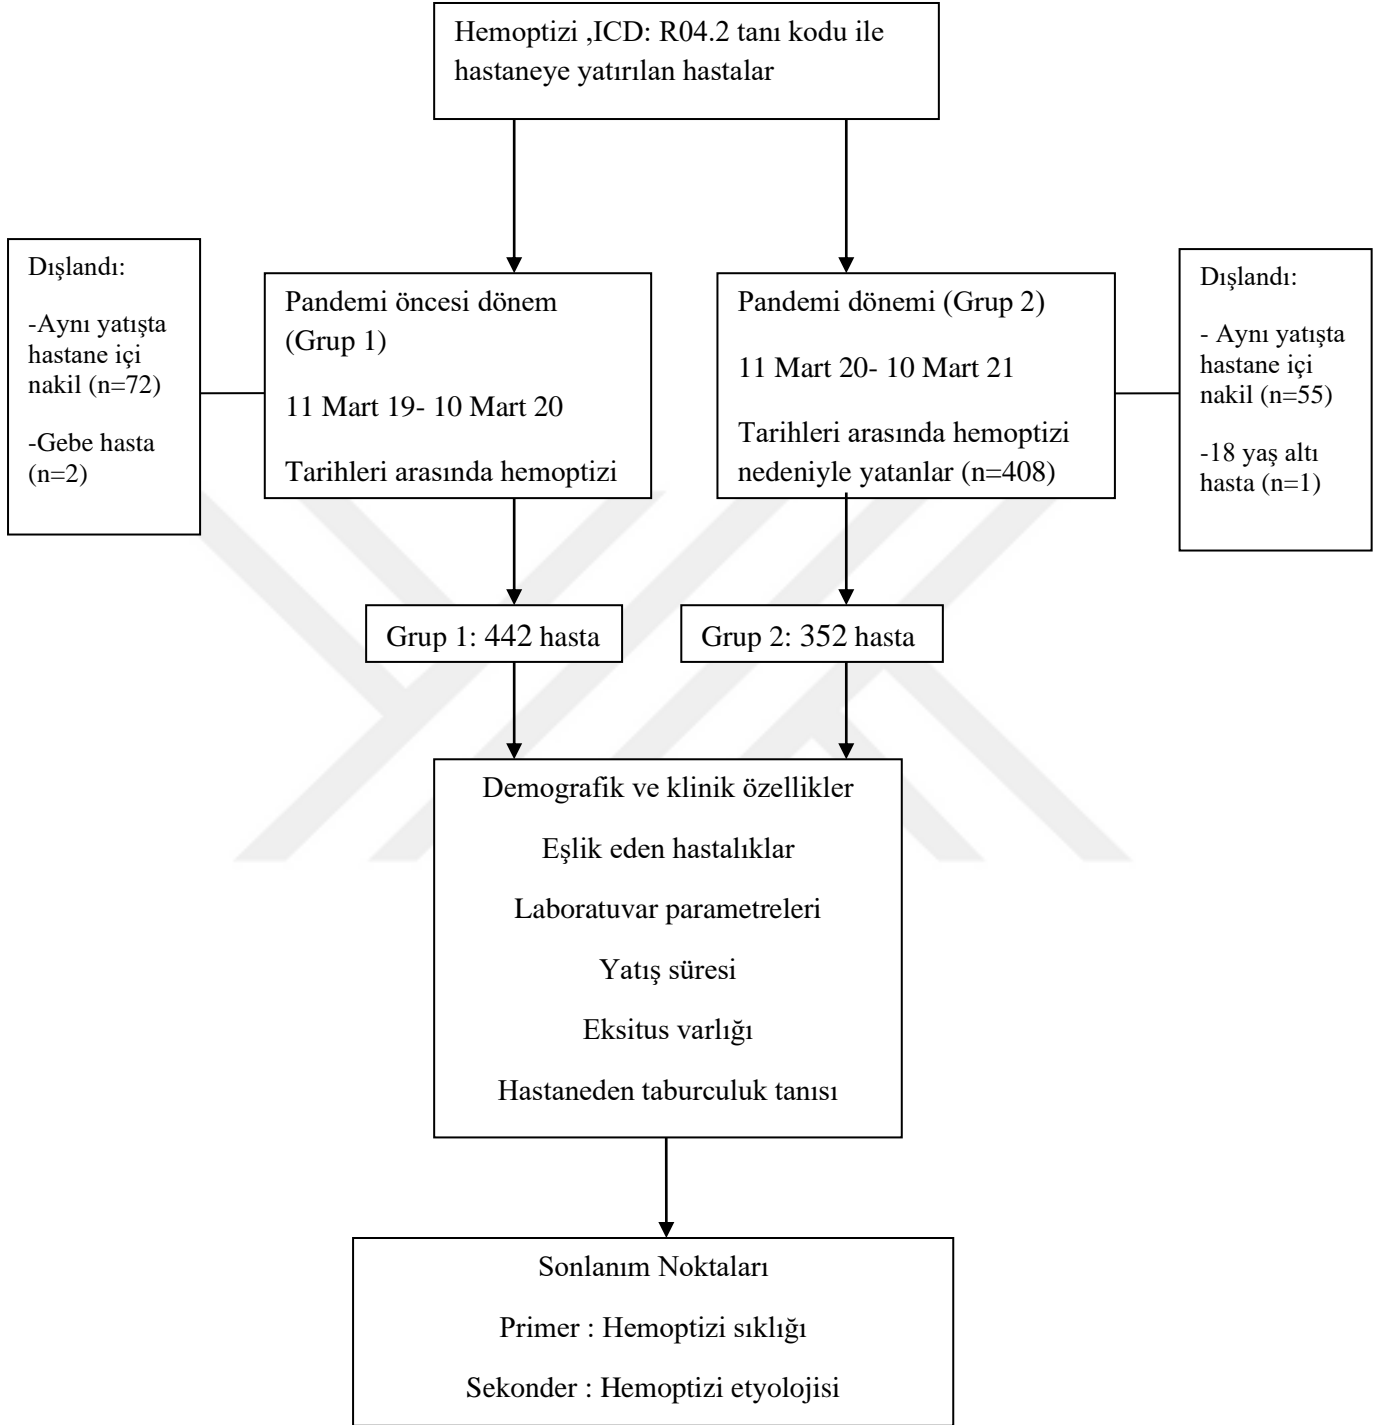 Hemoptizi ,ICD: R04.2 tanı kodu ile
hastaneye yatırılan hastalar
Dışlandı:
-Aynı yatışta
hastane içi
nakil (n=72)
-Gebe hasta
(n=2)
Pandemi öncesi dönem
(Grup 1)
11 Mart 19- 10 Mart 20
Tarihleri arasında hemoptizi
Pandemi dönemi (Grup 2)
11 Mart 20- 10 Mart 21
Tarihleri arasında hemoptizi
nedeniyle yatanlar (n=408)
Dışlandı:
- Aynı yatışta
hastane içi
nakil (n=55)
-18 yaş altı
hasta (n=1)
Grup 1: 442 hasta
Grup 2: 352 hasta
Demografik ve klinik özellikler
Eşlik eden hastalıklar
Laboratuvar parametreleri
Yatış süresi
Eksitus varlığı
Hastaneden taburculuk tanısı
Sonlanım Noktaları
Primer : Hemoptizi sıklığı
Sekonder : Hemoptizi etyolojisi